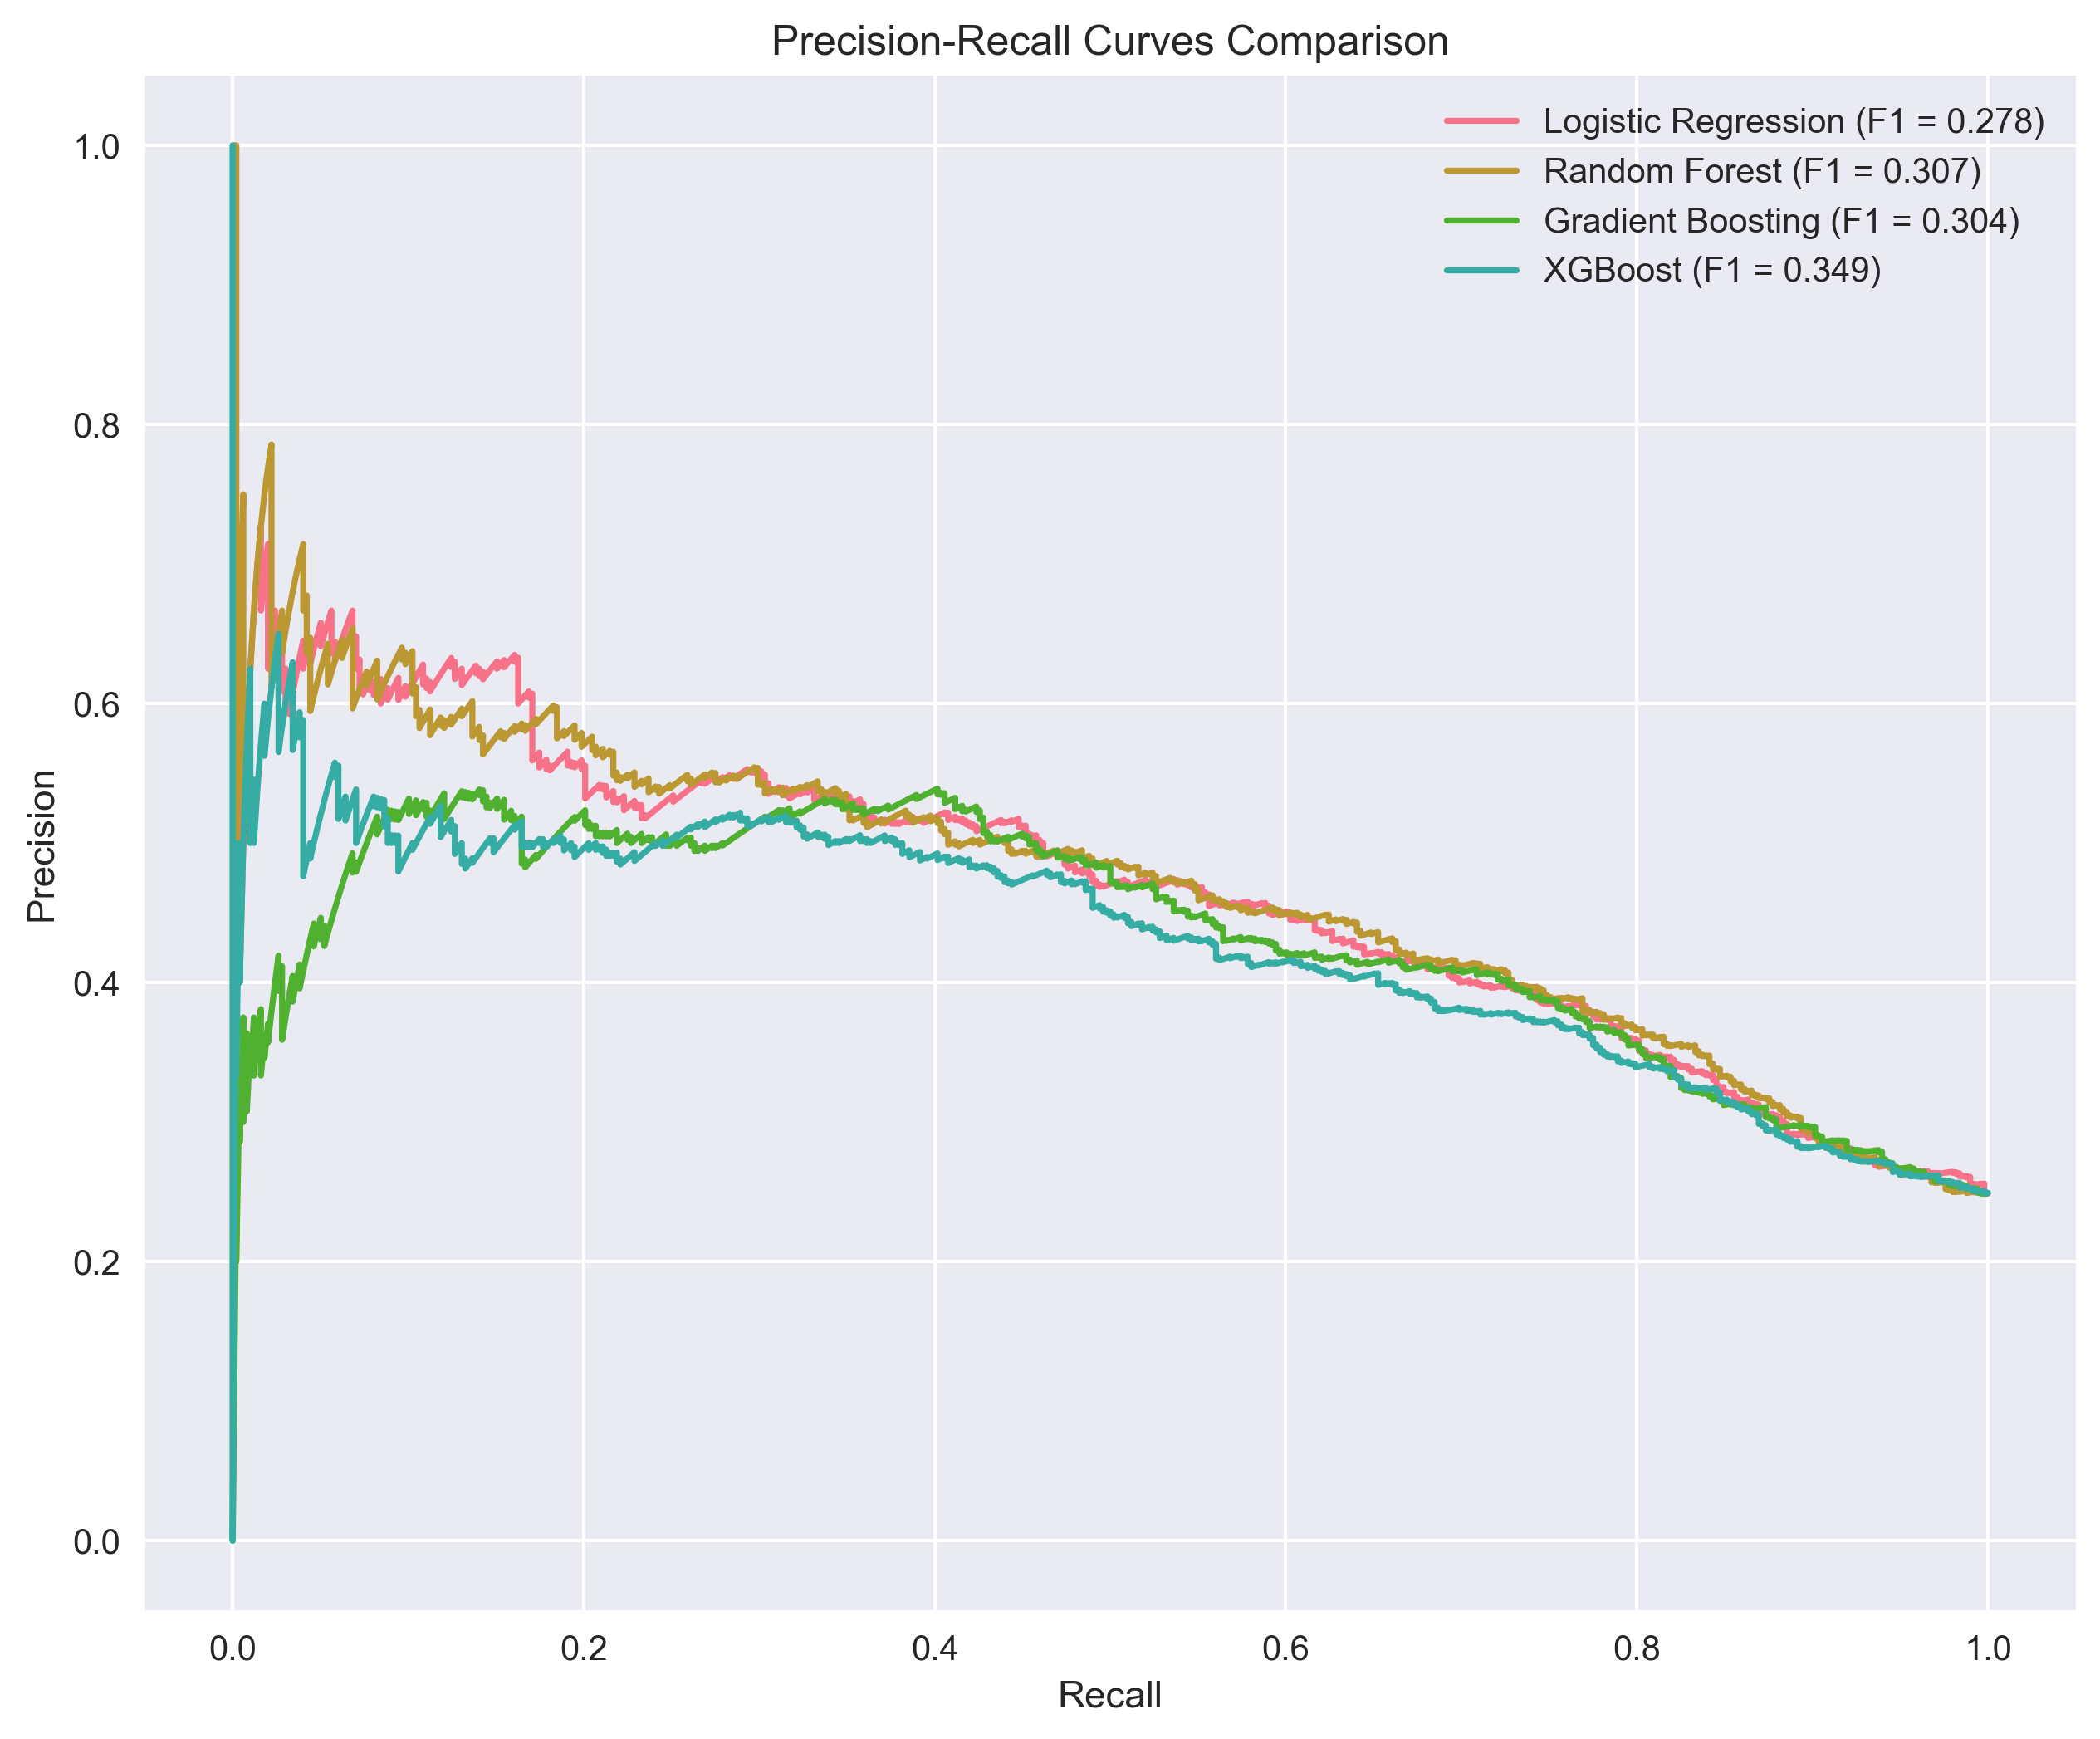 Precision-Recall Curves Comparison
Logistic Regression (F1 = 0.278)
Random Forest (F1 = 0.307)
Gradient Boosting (F1 = 0.304)
XGBoost (F1 = 0.349)
Precision
1.0
0.8
0.6
0.4
0.2
0.0
0.0 0.2 0.4 0.6 0.8 1.0
Recall